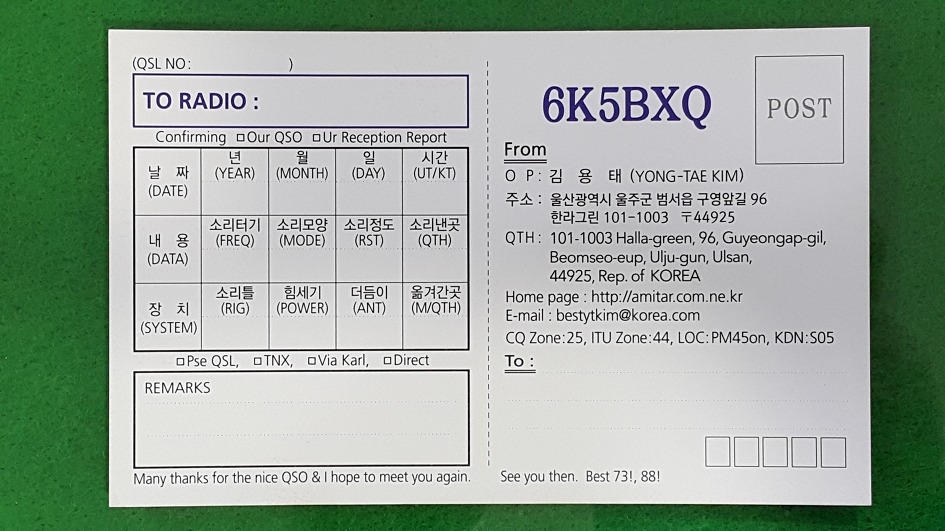 (QSL NO: )
TO RADIO :
Confirming □Our QSO □Ur Reception Report
날 짜 (DATE) 년 (YEAR) 월 (MONTH) 일 (DAY) 시간 (UT/KT)
내 용 (DATA) 소리터기 (FREQ) 소리모양 (MODE) 소리정도 (RST) 소리낸곳 (QTH)
장 치 (SYSTEM) 소리틀 (RIG) 힘세기 (POWER) 더듬이 (ANT) 옮겨간곳 (M/QTH)
□Pse QSL, □TNX, □Via Karl, □Direct
REMARKS
Many thanks for the nice QSO & I hope to meet you again.
6K5BXQ
POST
From
O P : 김 용 태 (YONG-TAE KIM)
주소 : 울산광역시 울주군 범서읍 구영앞길 96
한라그린 101-1003 〒44925
QTH : 101-1003 Halla-green, 96, Guyeongap-gil,
Beomseo-eup, Ulju-gun, Ulsan,
44925, Rep. of KOREA
Home page : http://amitar.com.ne.kr
E-mail : bestytkim@korea.com
CQ Zone:25, ITU Zone:44, LOC:PM45on, KDN:S05
To :
See you then. Best 73!, 88!